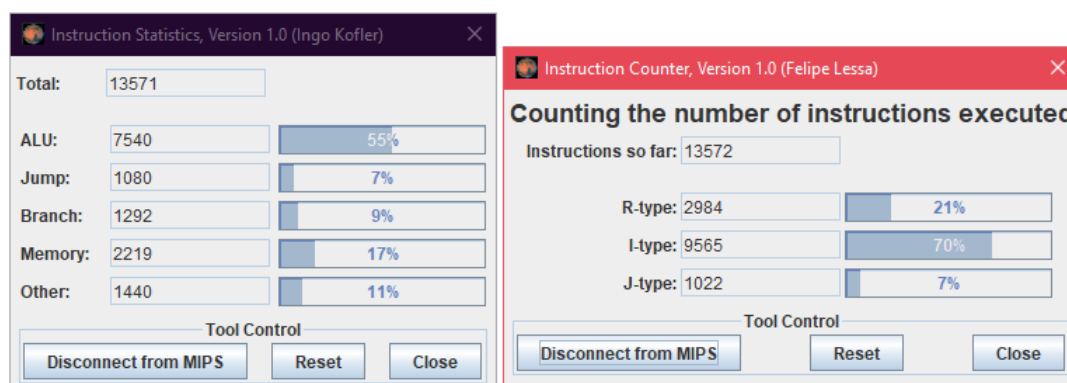 Instruction Statistics, Version 1.0 (Ingo Kofler)
Total: 13571
ALU: 7540 55%
Jump: 1080 7%
Branch: 1292 9%
Memory: 2219 17%
Other: 1440 11%
Tool Control
Disconnect from MIPS Reset Close
Instruction Counter, Version 1.0 (Felipe Lessa)
Counting the number of instructions executed
Instructions so far: 13572
R-type: 2984 21%
I-type: 9565 70%
J-type: 1022 7%
Tool Control
Disconnect from MIPS Reset Close